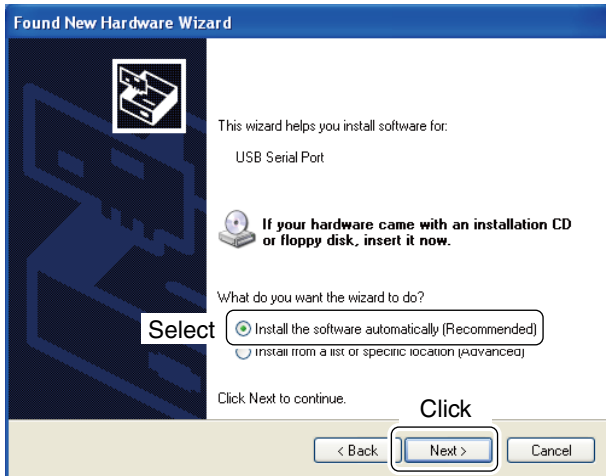 Found New Hardware Wizard
This wizard helps you install software for:
USB Serial Port
If your hardware came with an installation CD
or floppy disk, insert it now.
What do you want the wizard to do?
Select
Install the software automatically (Recommended)
Install from a list or specific location (Advanced)
Click Next to continue.
Click
< Back
Next >
Cancel